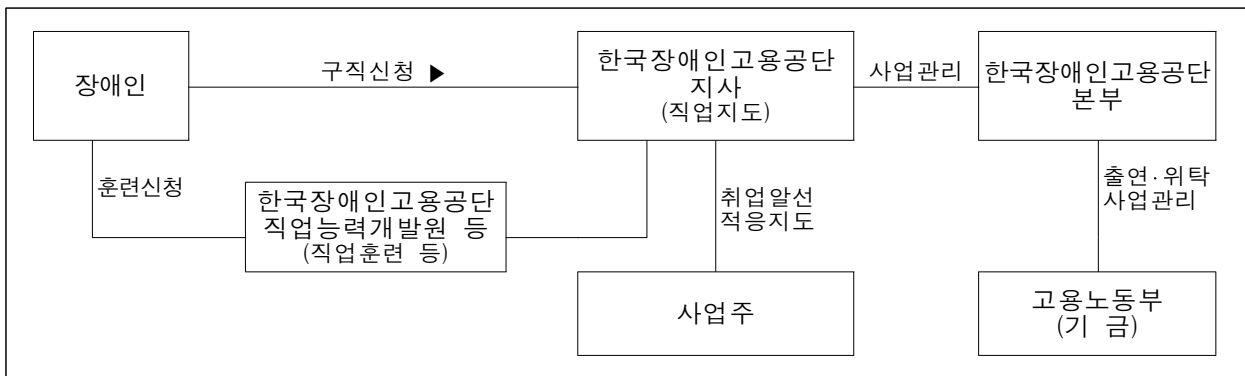 장애인
구직신청 ▶
한국장애인고용공단
지사
(직업지도)
사업관리
한국장애인고용공단
본부
훈련신청
한국장애인고용공단
직업능력개발원 등
(직업훈련 등)
취업알선
적응지도
출연·위탁
사업관리
사업주
고용노동부
(기 금)